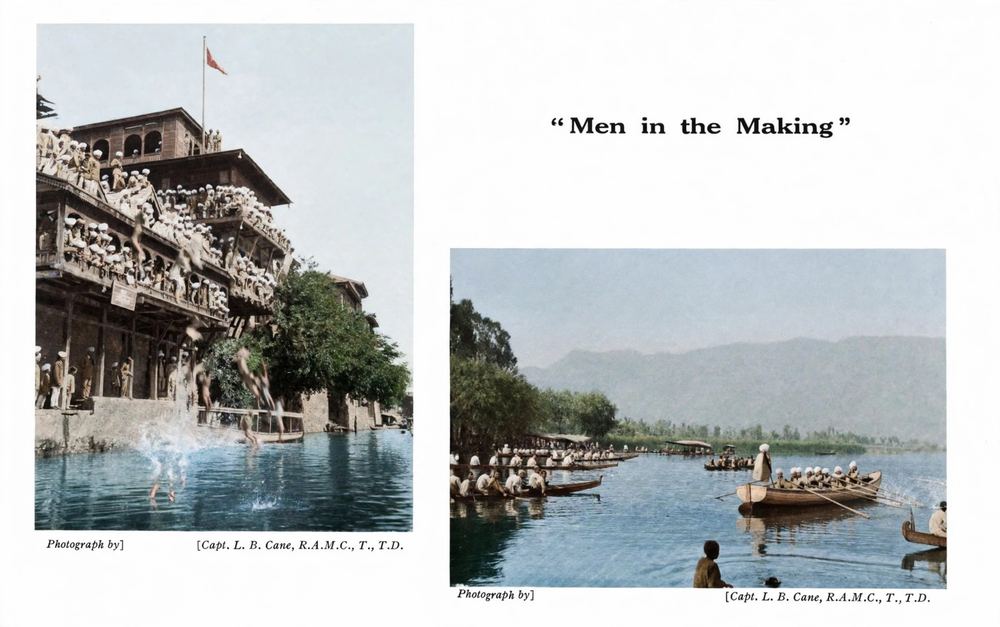 “Men in the Making”
Photograph by] [Capt. L. B. Cane, R.A.M.C., T., T.D.
Photograph by] [Capt. L. B. Cane, R.A.M.C., T., T.D.